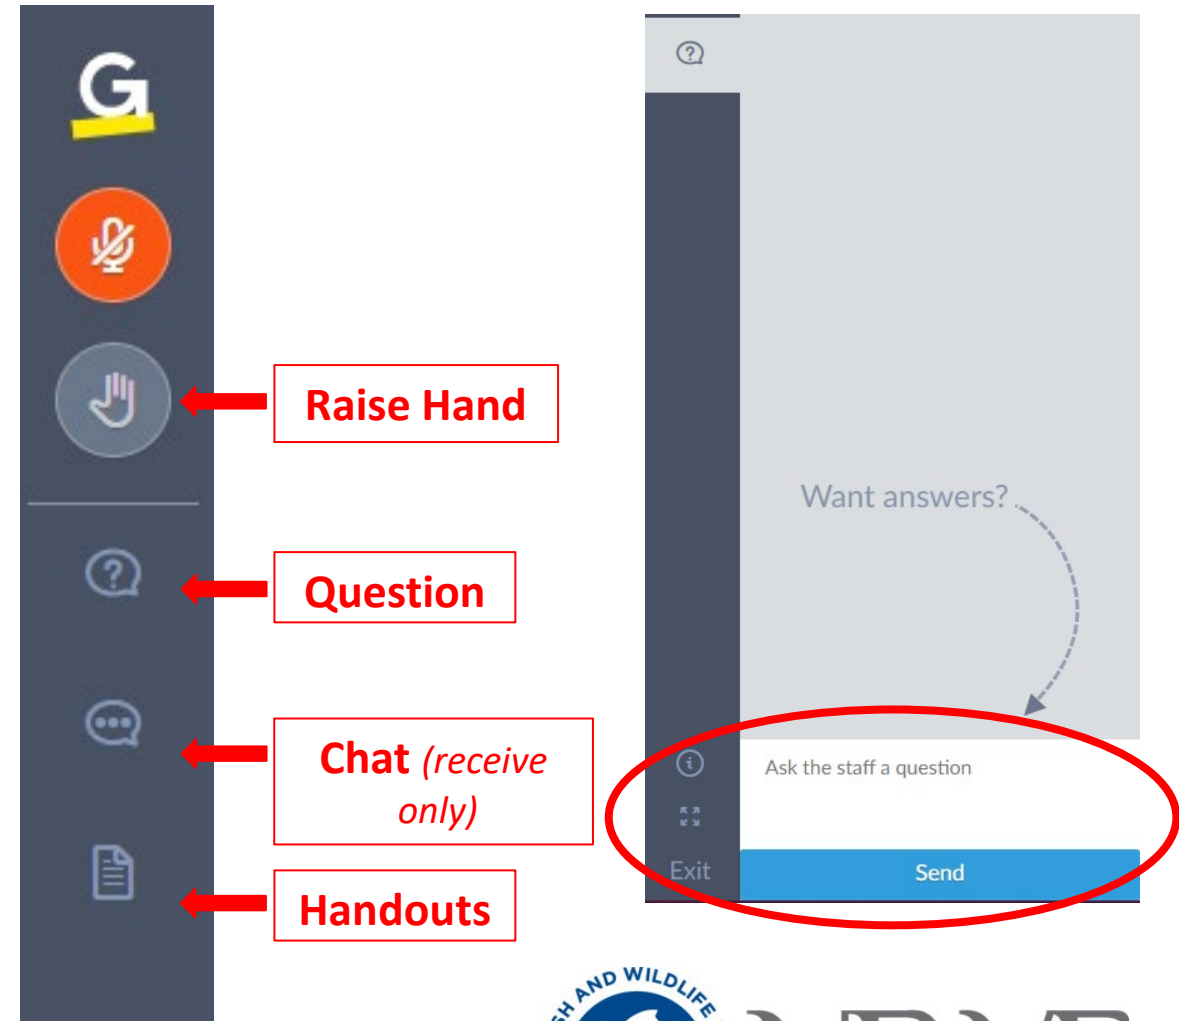 G
Raise Hand
Question
Chat (receive
only)
Handouts
?
Want answers?
Ask the staff a question
Exit
Send
AND WILDLIFE